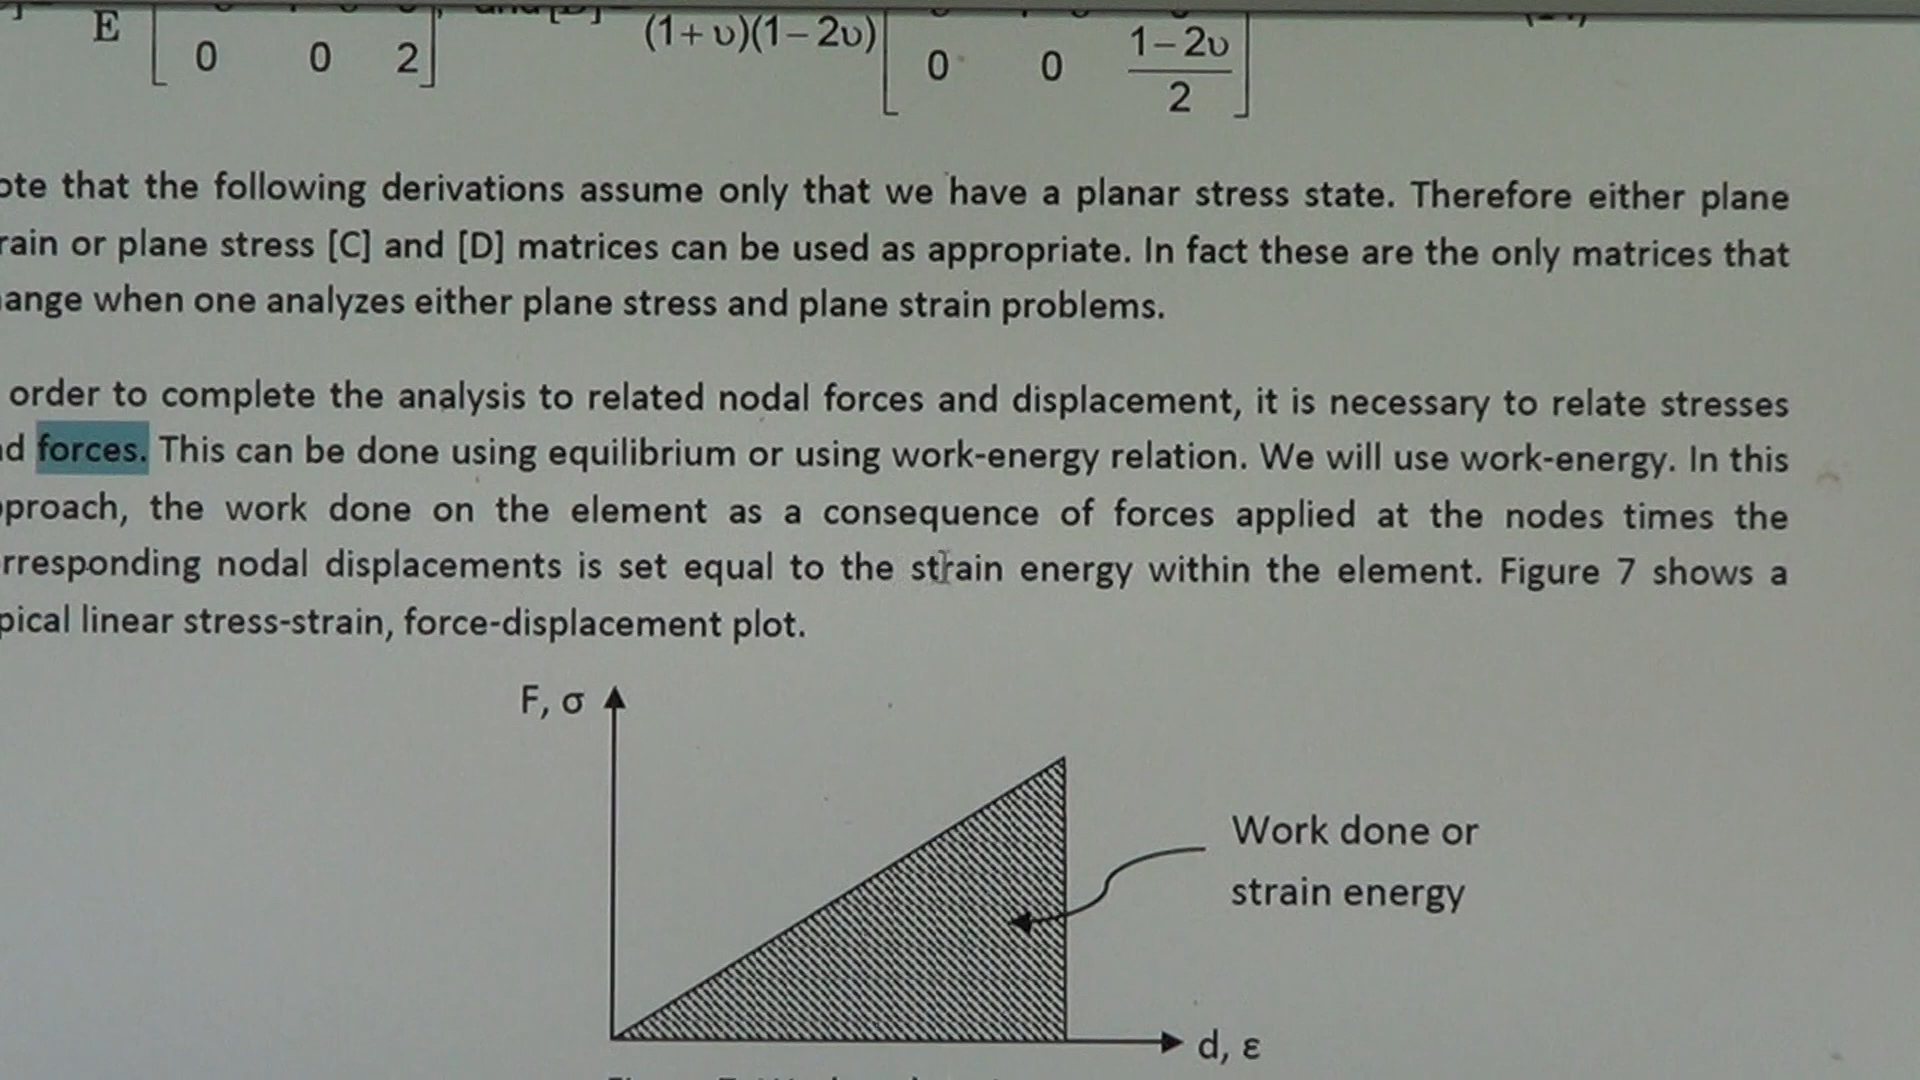 E [ 0 0 2 ] (1+υ)(1−2υ) [ 0 0 1−2υ
2 ]
ote that the following derivations assume only that we have a planar stress state. Therefore either plane
rain or plane stress [C] and [D] matrices can be used as appropriate. In fact these are the only matrices that
ange when one analyzes either plane stress and plane strain problems.
order to complete the analysis to related nodal forces and displacement, it is necessary to relate stresses
d forces. This can be done using equilibrium or using work-energy relation. We will use work-energy. In this
proach, the work done on the element as a consequence of forces applied at the nodes times the
rresponding nodal displacements is set equal to the strain energy within the element. Figure 7 shows a
pical linear stress-strain, force-displacement plot.
F, σ
Work done or
strain energy
d, ε